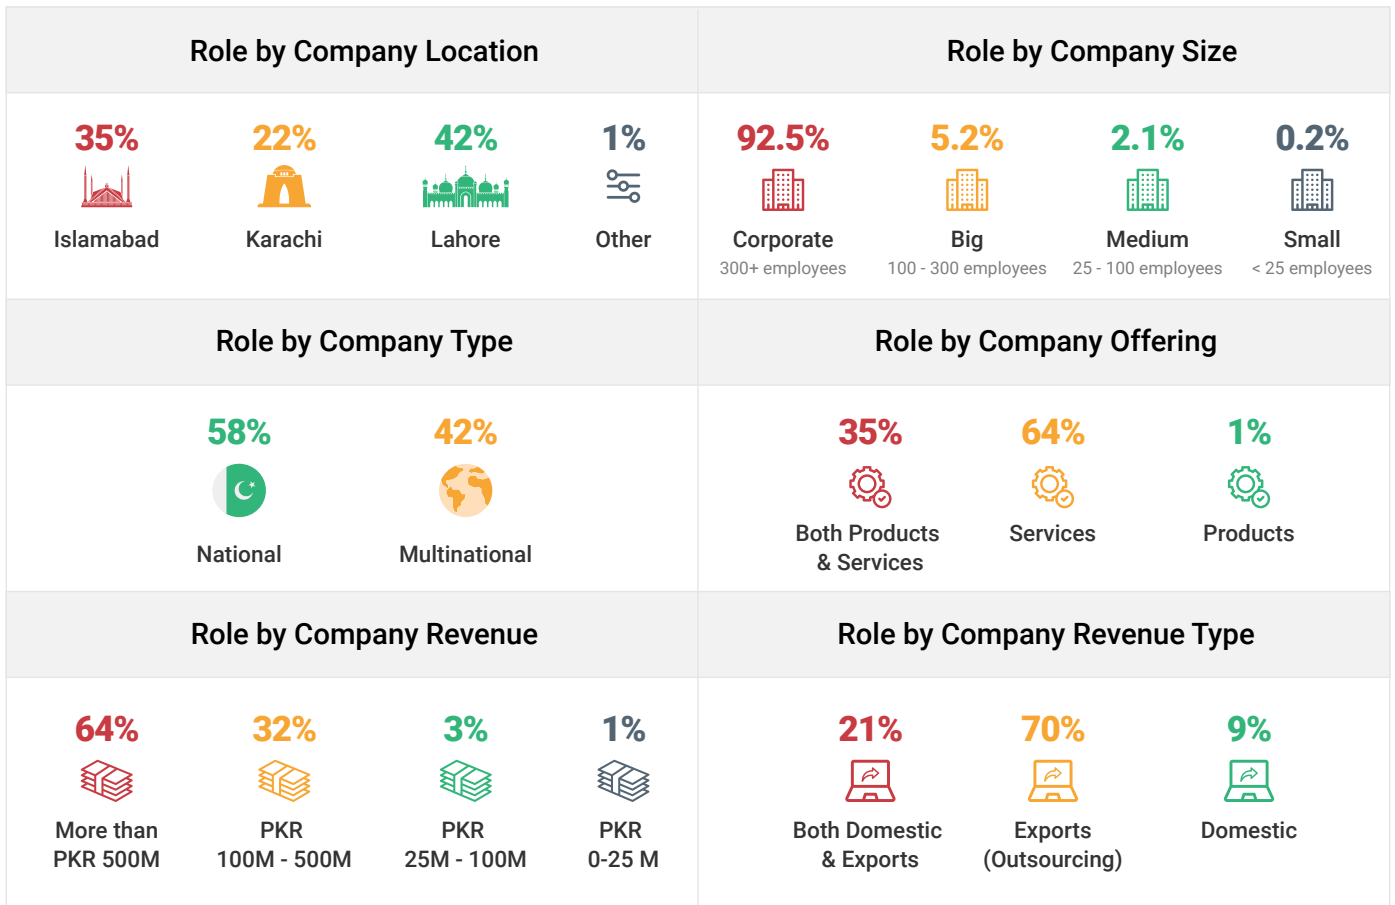 Role by Company Location
35%
22%
42%
1%
Islamabad
Karachi
Lahore
Other
Role by Company Size
92.5%
5.2%
2.1%
0.2%
Corporate
Big
Medium
Small
300+ employees
100 - 300 employees
25 - 100 employees
< 25 employees
Role by Company Type
58%
42%
National
Multinational
Role by Company Offering
35%
64%
1%
Both Products
& Services
Services
Products
Role by Company Revenue
64%
32%
3%
1%
More than
PKR 500M
PKR
100M - 500M
PKR
25M - 100M
PKR
0-25 M
Role by Company Revenue Type
21%
70%
9%
Both Domestic
& Exports
Exports
(Outsourcing)
Domestic